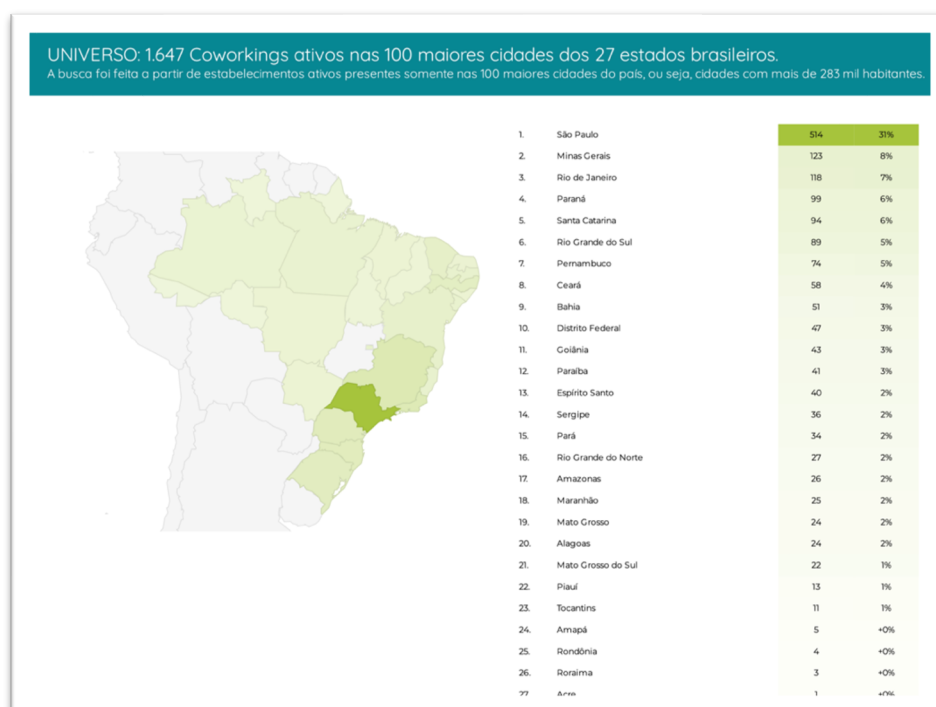 UNIVERSO: 1.647 Coworkings ativos nas 100 maiores cidades dos 27 estados brasileiros.
A busca foi feita a partir de estabelecimentos ativos presentes somente nas 100 maiores cidades do país, ou seja, cidades com mais de 283 mil habitantes.
1. São Paulo 514 31%
2. Minas Gerais 123 8%
3. Rio de Janeiro 118 7%
4. Paraná 99 6%
5. Santa Catarina 94 6%
6. Rio Grande do Sul 89 5%
7. Pernambuco 74 5%
8. Ceará 58 4%
9. Bahia 51 3%
10. Distrito Federal 47 3%
11. Goiânia 43 3%
12. Paraíba 41 3%
13. Espírito Santo 40 2%
14. Sergipe 36 2%
15. Pará 34 2%
16. Rio Grande do Norte 27 2%
17. Amazonas 26 2%
18. Maranhão 25 2%
19. Mato Grosso 24 2%
20. Alagoas 24 2%
21. Mato Grosso do Sul 22 1%
22. Piauí 13 1%
23. Tocantins 11 1%
24. Amapá 5 +0%
25. Rondônia 4 +0%
26. Roraima 3 +0%
27. Acre 1 +0%